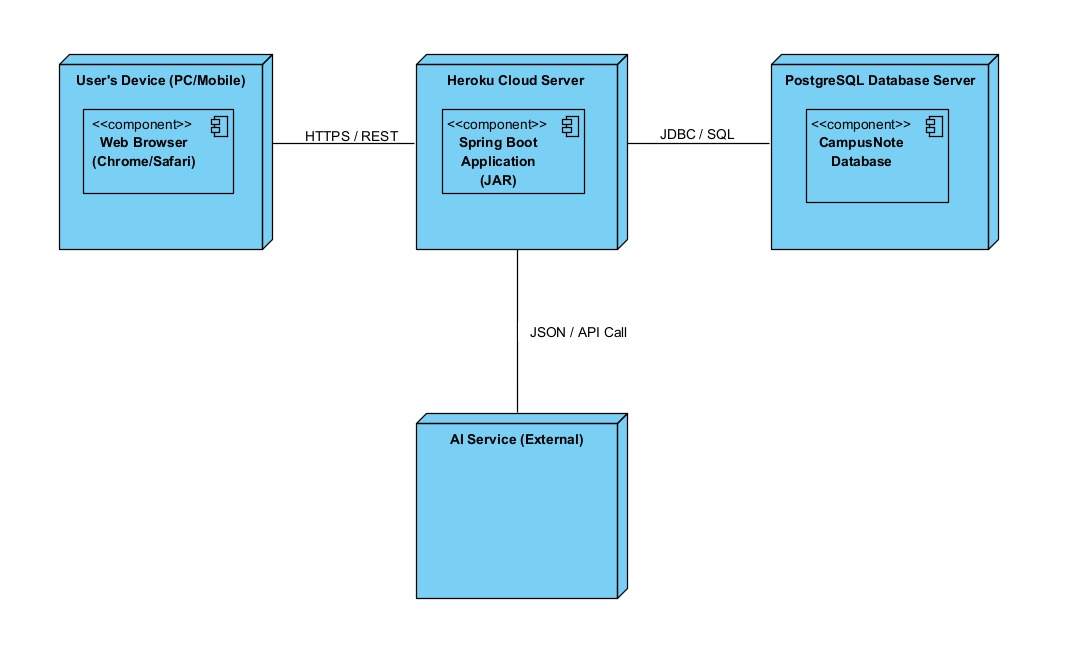 User's Device (PC/Mobile)
<<component>>
Web Browser
(Chrome/Safari)
HTTPS / REST
Heroku Cloud Server
<<component>>
Spring Boot
Application
(JAR)
JDBC / SQL
PostgreSQL Database Server
<<component>>
CampusNote
Database
JSON / API Call
AI Service (External)